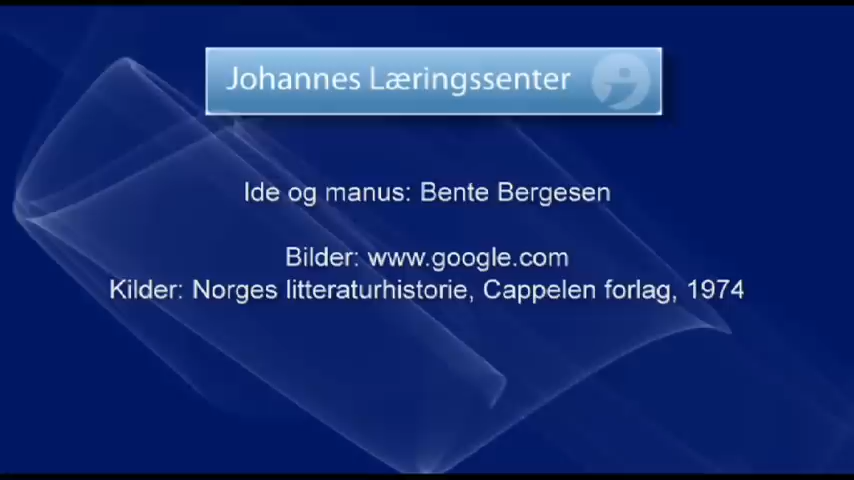 Johannes Læringssenter
Ide og manus: Bente Bergesen
Bilder: www.google.com
Kilder: Norges litteraturhistorie, Cappelen forlag, 1974